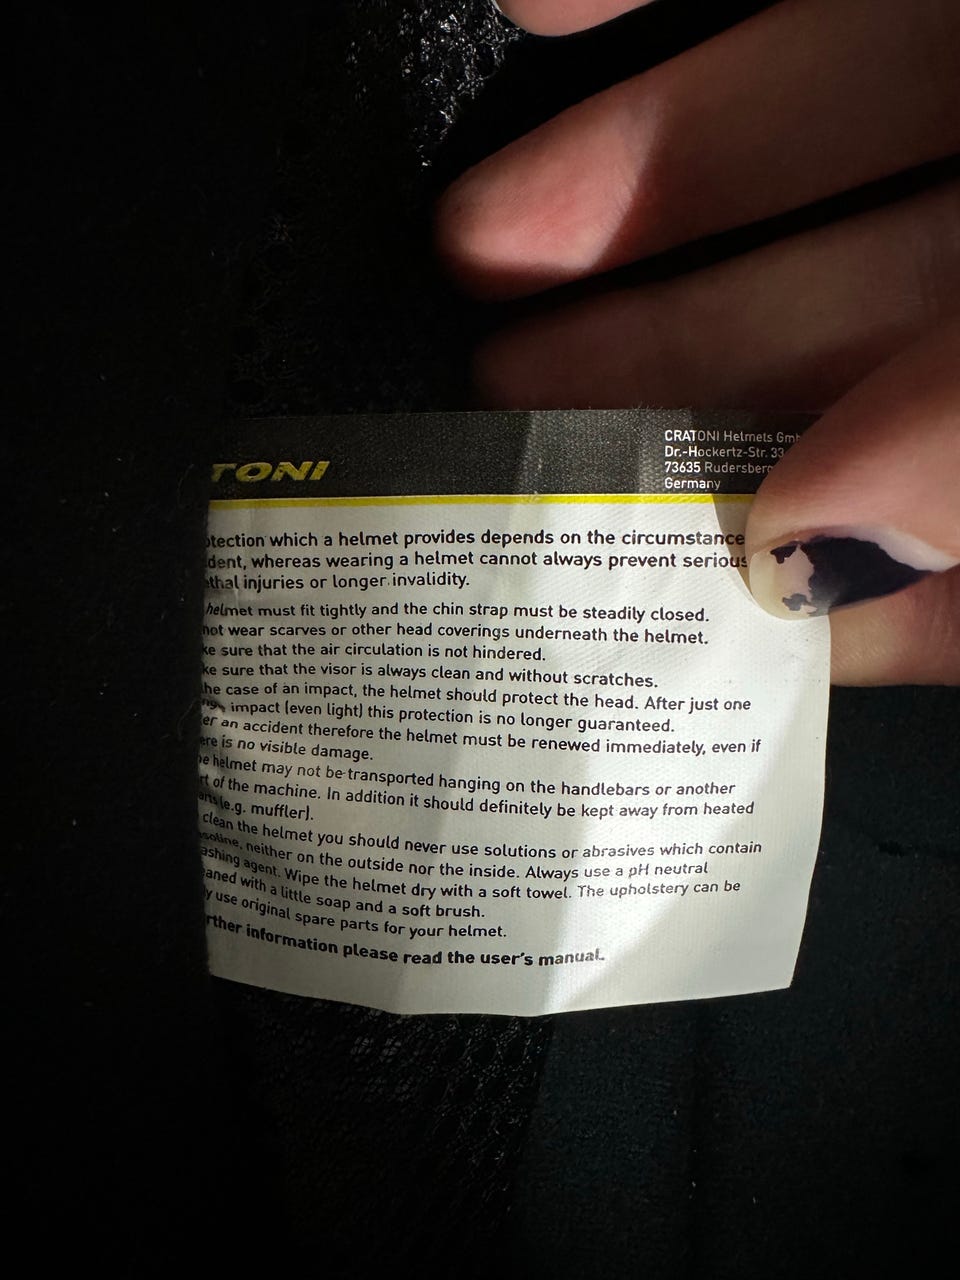 TONI
CRATONI Helmets Gmb
Dr.-Hockertz-Str. 33
73635 Rudersberg
Germany
otection which a helmet provides depends on the circumstance
dent, whereas wearing a helmet cannot always prevent serious
ethal injuries or longer invalidity.
helmet must fit tightly and the chin strap must be steadily closed.
not wear scarves or other head coverings underneath the helmet.
ke sure that the air circulation is not hindered.
ke sure that the visor is always clean and without scratches.
the case of an impact, the helmet should protect the head. After just one
impact (even light) this protection is no longer guaranteed.
er an accident therefore the helmet must be renewed immediately, even if
ere is no visible damage.
he helmet may not be transported hanging on the handlebars or another
rt of the machine. In addition it should definitely be kept away from heated
arts (e.g. muffler).
clean the helmet you should never use solutions or abrasives which contain
asoline, neither on the outside nor the inside. Always use a pH neutral
ashing agent. Wipe the helmet dry with a soft towel. The upholstery can be
eaned with a little soap and a soft brush.
ly use original spare parts for your helmet.
rther information please read the user's manual.